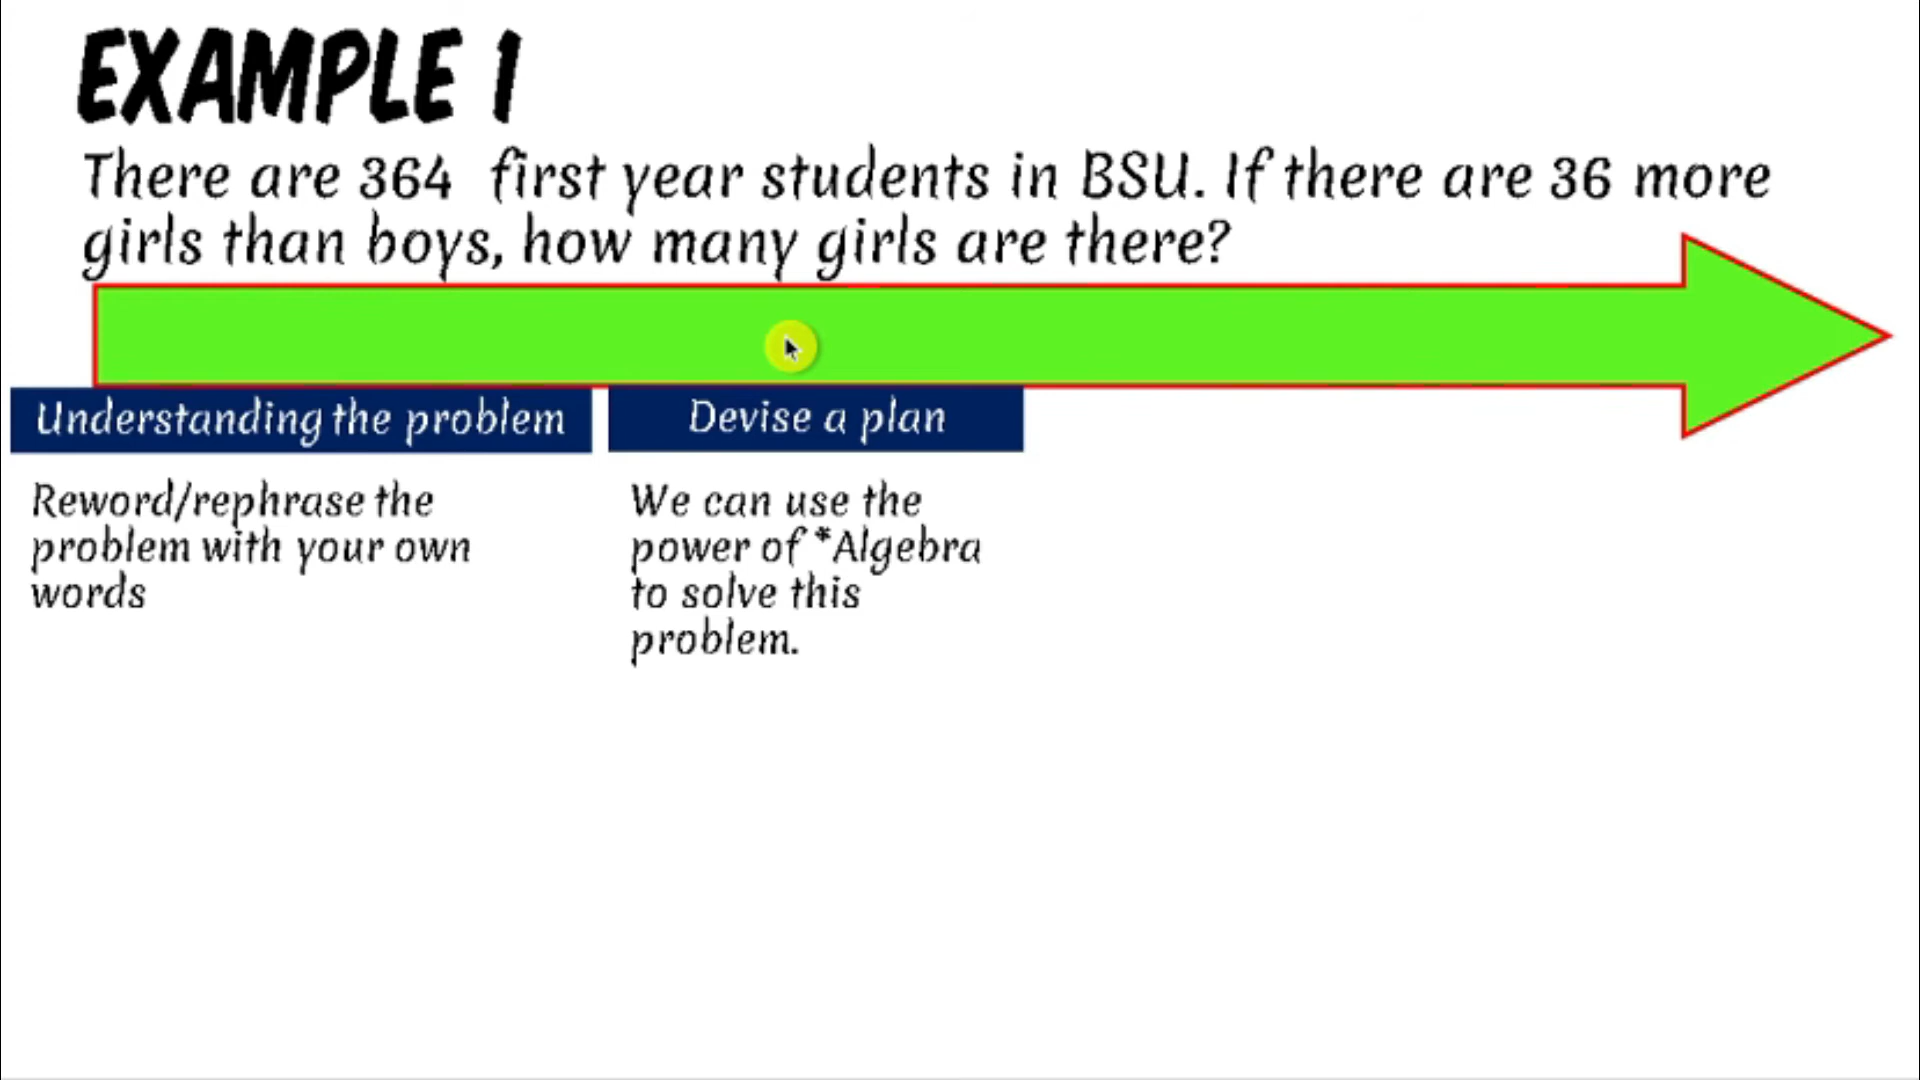 EXAMPLE 1
There are 364 first year students in BSU. If there are 36 more
girls than boys, how many girls are there?
Understanding the problem
Devise a plan
Reword/rephrase the
problem with your own
words
We can use the
power of *Algebra
to solve this
problem.